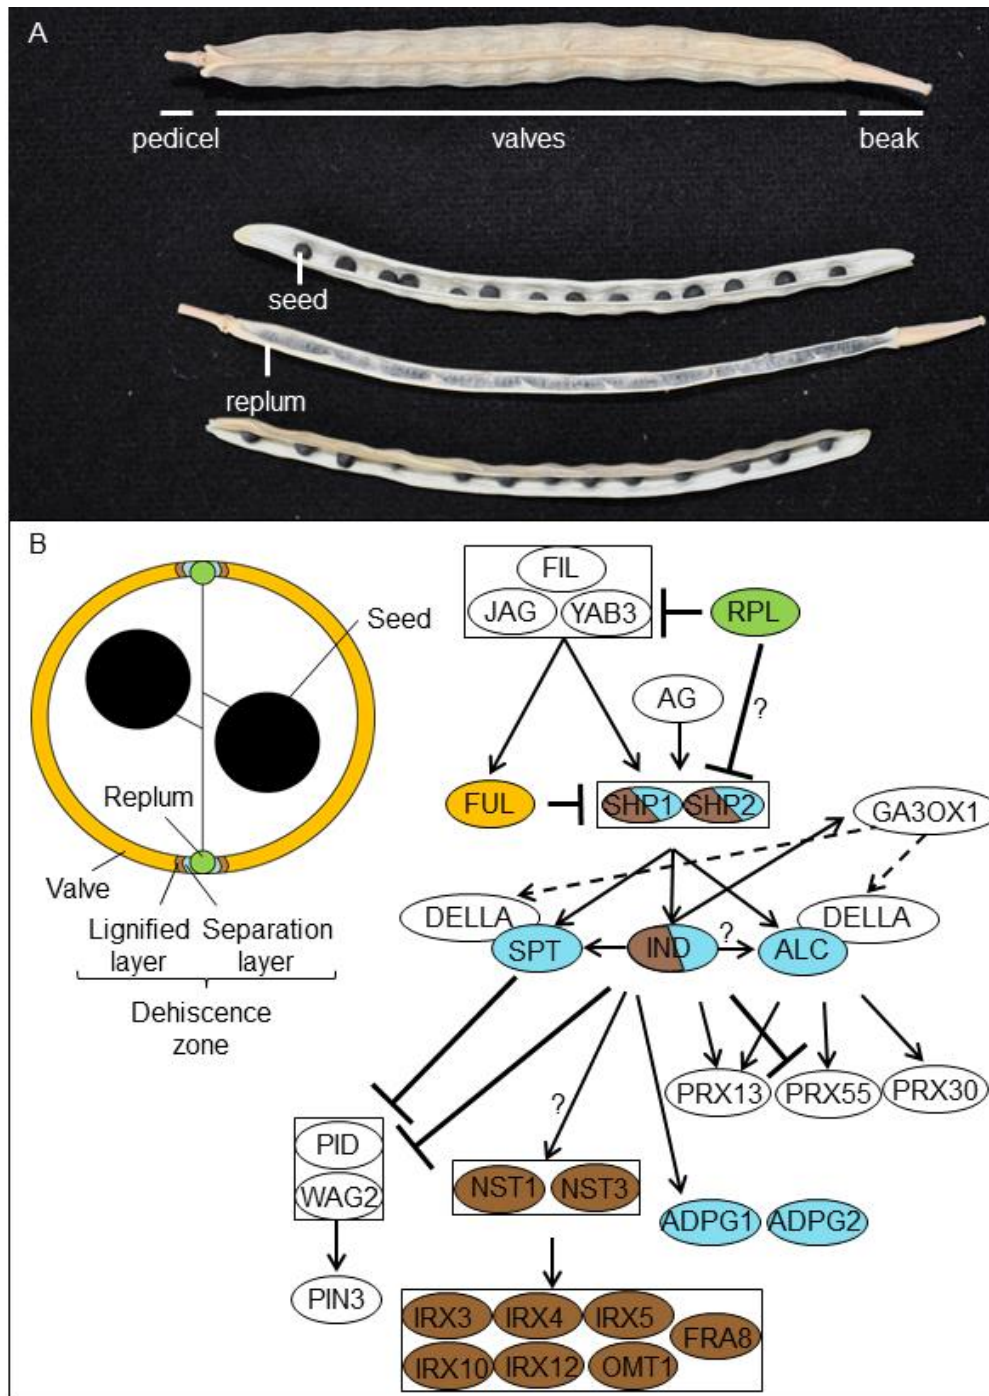 A
pedicel
valves
beak
seed
replum
B
FIL
JAG
YAB3
RPL
Seed
AG
?
Replum
FUL
SHP1
SHP2
GA3OX1
Valve
DELLA
DELLA
Lignified
layer
Separation
layer
SPT
IND
?
ALC
Dehiscence
zone
PRX13
PRX55
PRX30
?
PID
WAG2
NST1
NST3
ADPG1
ADPG2
PIN3
IRX3
IRX4
IRX5
FRA8
IRX10
IRX12
OMT1